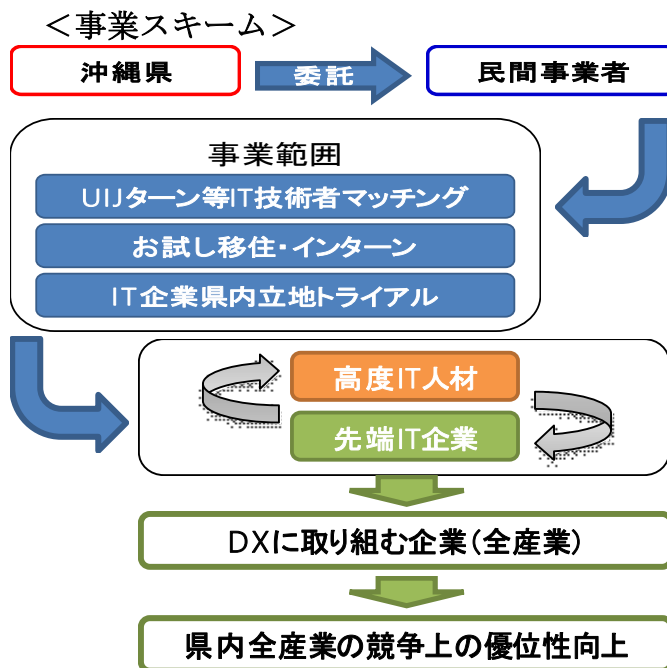 ＜事業スキーム＞
沖縄県
委託
民間事業者
事業範囲
UIJターン等IT技術者マッチング
お試し移住・インターン
IT企業県内立地トライアル
高度IT人材
先端IT企業
DXに取り組む企業(全産業)
県内全産業の競争上の優位性向上